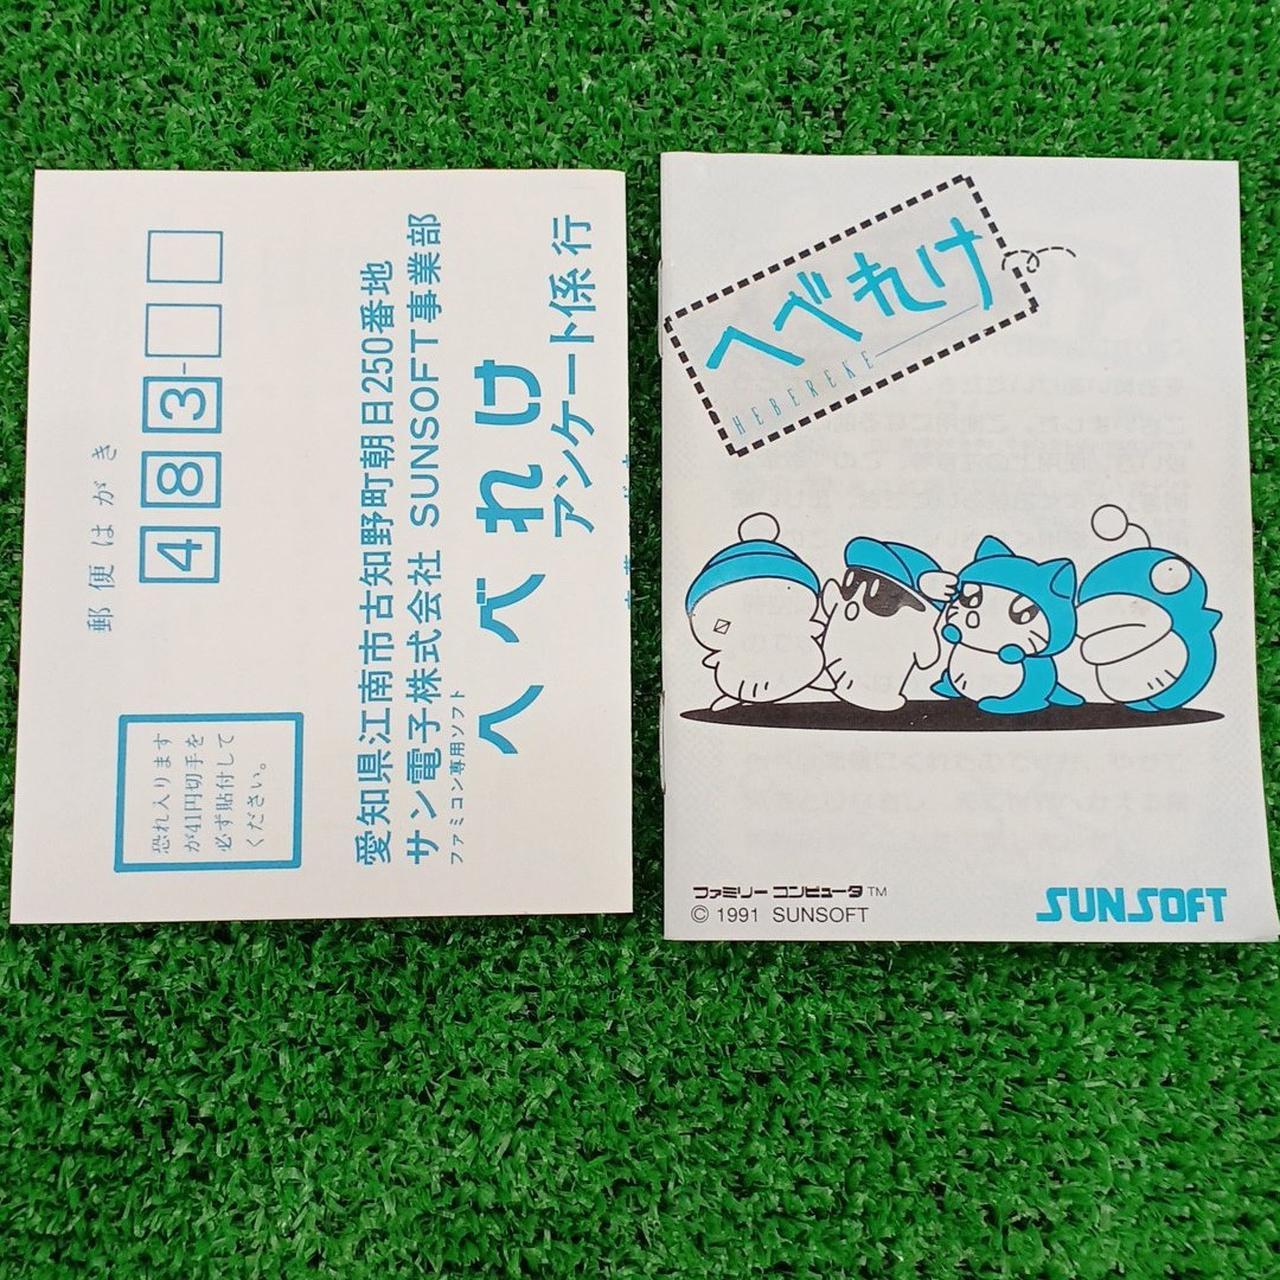 郵便はがき
483-
恐れ入ります
が41円切手を
必ず貼付して
ください。
愛知県江南市古知野町朝日250番地
サン電子株式会社 SUNSOFT事業部
ファミコン専用ソフト
へべれけ
アンケート係 行
へべれけ
HEBEREKE
ファミリーコンピュータ™
© 1991 SUNSOFT
SUNSOFT